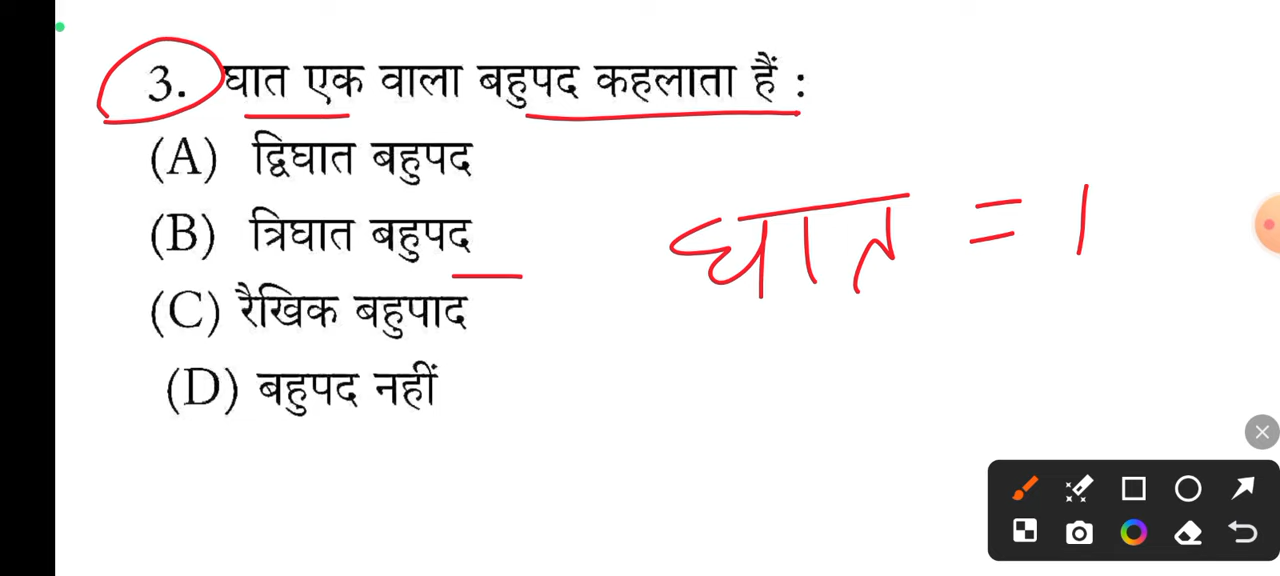 3. घात एक वाला बहुपद कहलाता हैं :
(A) द्विघात बहुपद
(B) त्रिघात बहुपद
घात = 1
(C) रैखिक बहुपाद
(D) बहुपद नहीं